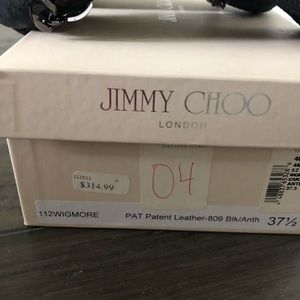 JIMMY CHOO
LONDON
$314.99
04
112WIGMORE PAT Patent Leather-809 Blk/Anth 37½